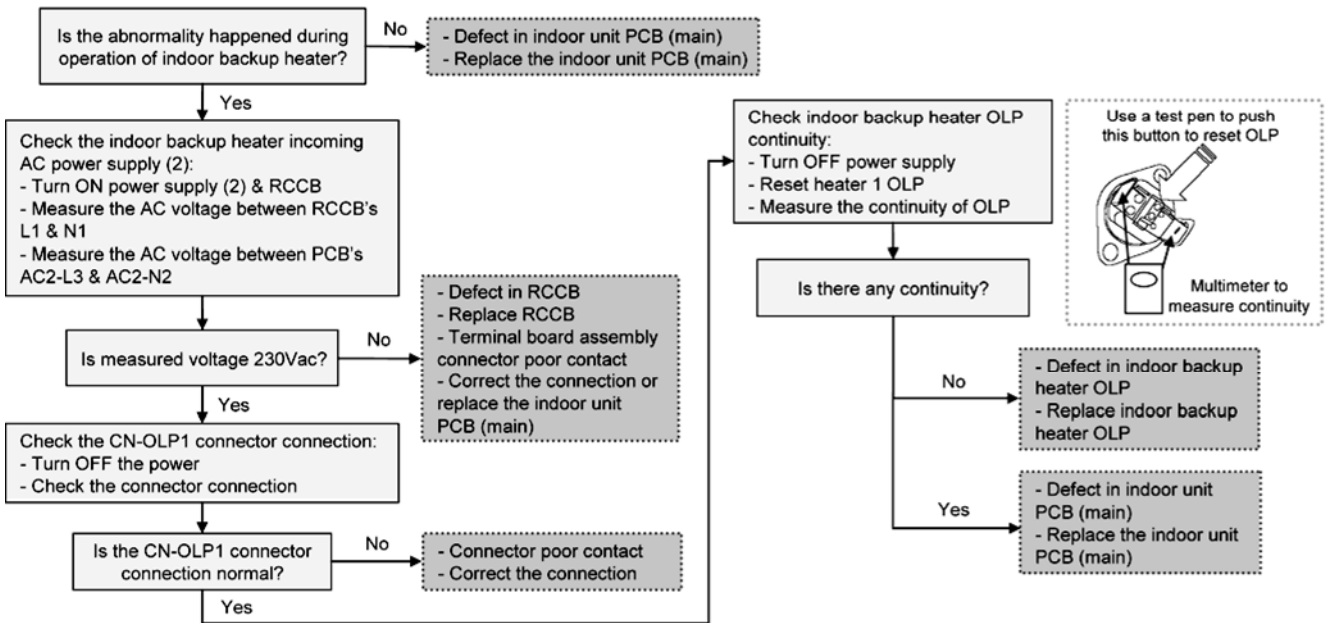 Is the abnormality happened during
operation of indoor backup heater?
No
- Defect in indoor unit PCB (main)
- Replace the indoor unit PCB (main)
Yes
Check the indoor backup heater incoming
AC power supply (2):
- Turn ON power supply (2) & RCCB
- Measure the AC voltage between RCCB's
L1 & N1
- Measure the AC voltage between PCB's
AC2-L3 & AC2-N2
Is measured voltage 230Vac?
No
- Defect in RCCB
- Replace RCCB
- Terminal board assembly
connector poor contact
- Correct the connection or
replace the indoor unit
PCB (main)
Yes
Check the CN-OLP1 connector connection:
- Turn OFF the power
- Check the connector connection
Is the CN-OLP1 connector
connection normal?
No
- Connector poor contact
- Correct the connection
Yes
Check indoor backup heater OLP
continuity:
- Turn OFF power supply
- Reset heater 1 OLP
- Measure the continuity of OLP
Use a test pen to push
this button to reset OLP
Multimeter to
measure continuity
Is there any continuity?
No
- Defect in indoor backup
heater OLP
- Replace indoor backup
heater OLP
Yes
- Defect in indoor unit
PCB (main)
- Replace the indoor unit
PCB (main)